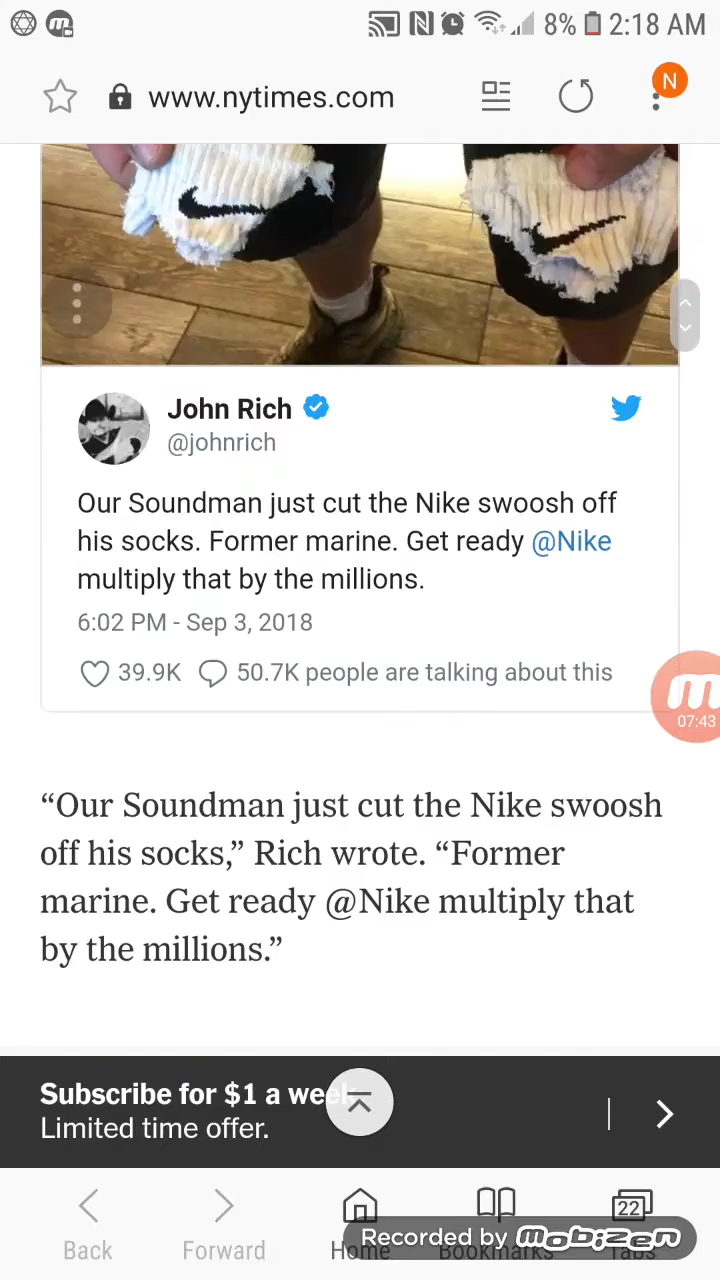 8% 2:18 AM
www.nytimes.com
N
John Rich
@johnrich
Our Soundman just cut the Nike swoosh off
his socks. Former marine. Get ready @Nike
multiply that by the millions.
6:02 PM - Sep 3, 2018
39.9K 50.7K people are talking about this
m
07:43
“Our Soundman just cut the Nike swoosh
off his socks,” Rich wrote. “Former
marine. Get ready @Nike multiply that
by the millions.”
Subscribe for $1 a week.
Limited time offer.
22
Recorded by mobizen
Back Forward Home Bookmarks Tabs